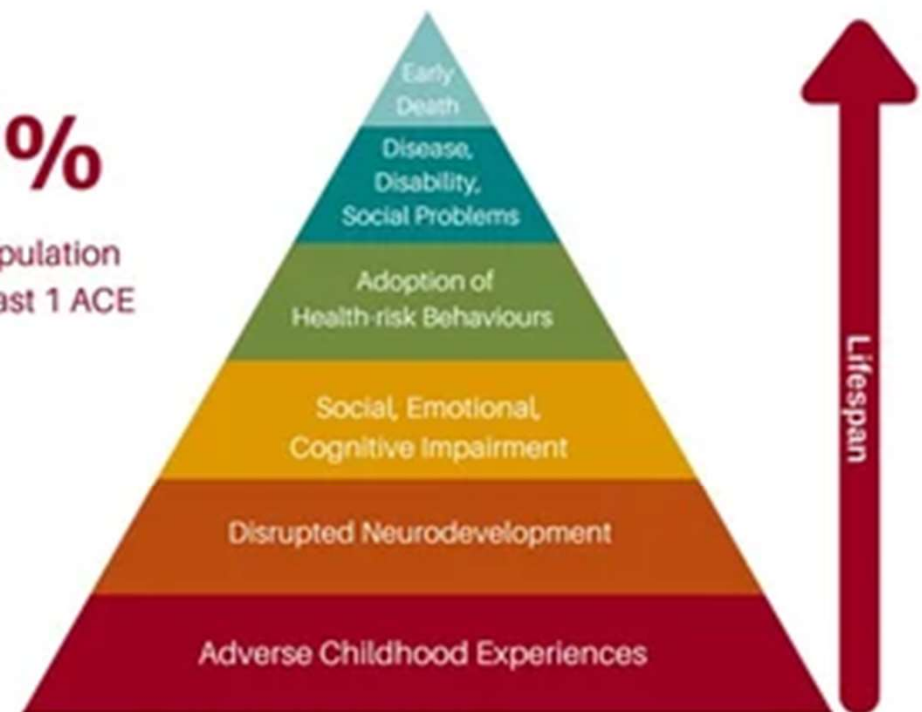 %
pulation
ast 1 ACE
Early
Death
Disease,
Disability,
Social Problems
Adoption of
Health-risk Behaviours
Social, Emotional,
Cognitive Impairment
Disrupted Neurodevelopment
Adverse Childhood Experiences
Lifespan